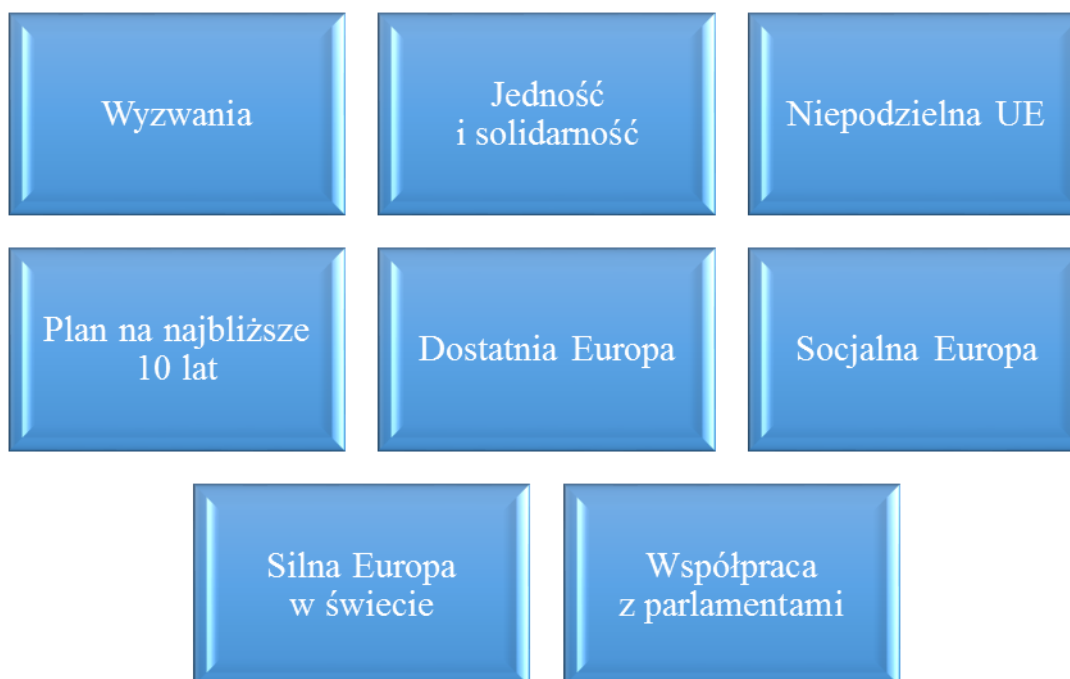 Wyzwania
Jedność
i solidarność
Niepodzielna UE
Plan na najbliższe
10 lat
Dostatnia Europa
Socjalna Europa
Silna Europa
w świecie
Współpraca
z parlamentami